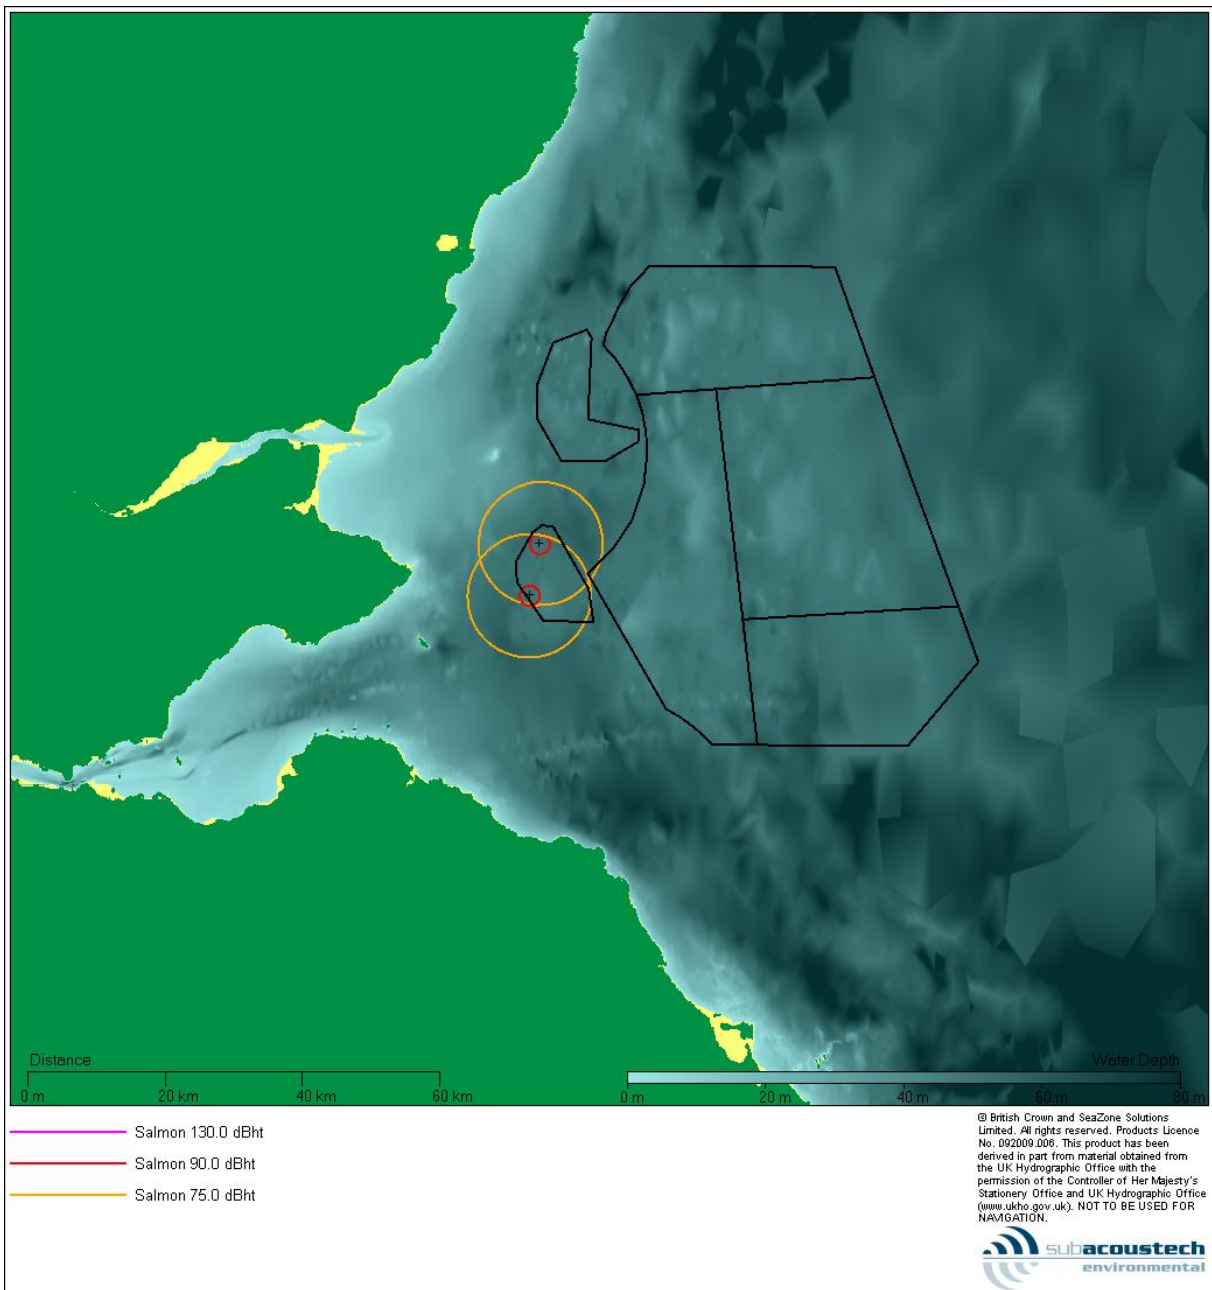 Distance
0 m 20 km 40 km 60 km
Water Depth
0 m 20 m 40 m 60 m 80 m
Salmon 130.0 dBht
Salmon 90.0 dBht
Salmon 75.0 dBht
© British Crown and SeaZone Solutions
Limited. All rights reserved. Products Licence
No. 092009.006. This product has been
derived in part from material obtained from
the UK Hydrographic Office with the
permission of the Controller of Her Majesty's
Stationery Office and UK Hydrographic Office
(www.ukho.gov.uk). NOT TO BE USED FOR
NAVIGATION.
subacoustech
environmental